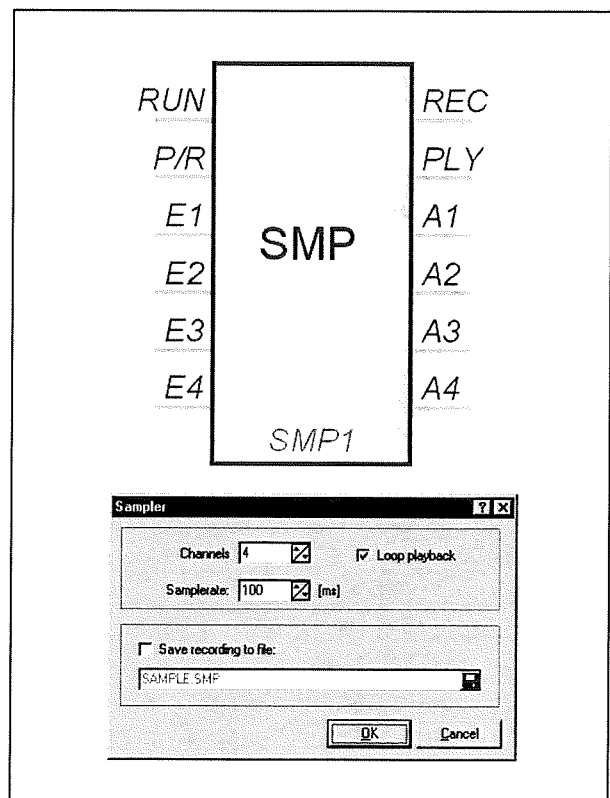 RUN REC
P/R PLY
E1 A1
SMP
E2 A2
E3 A3
E4 A4
SMP1
Sampler
Channels 4 Loop playback
Samplerate: 100 [ms]
Save recording to file:
SAMPLE.SMP
OK Cancel